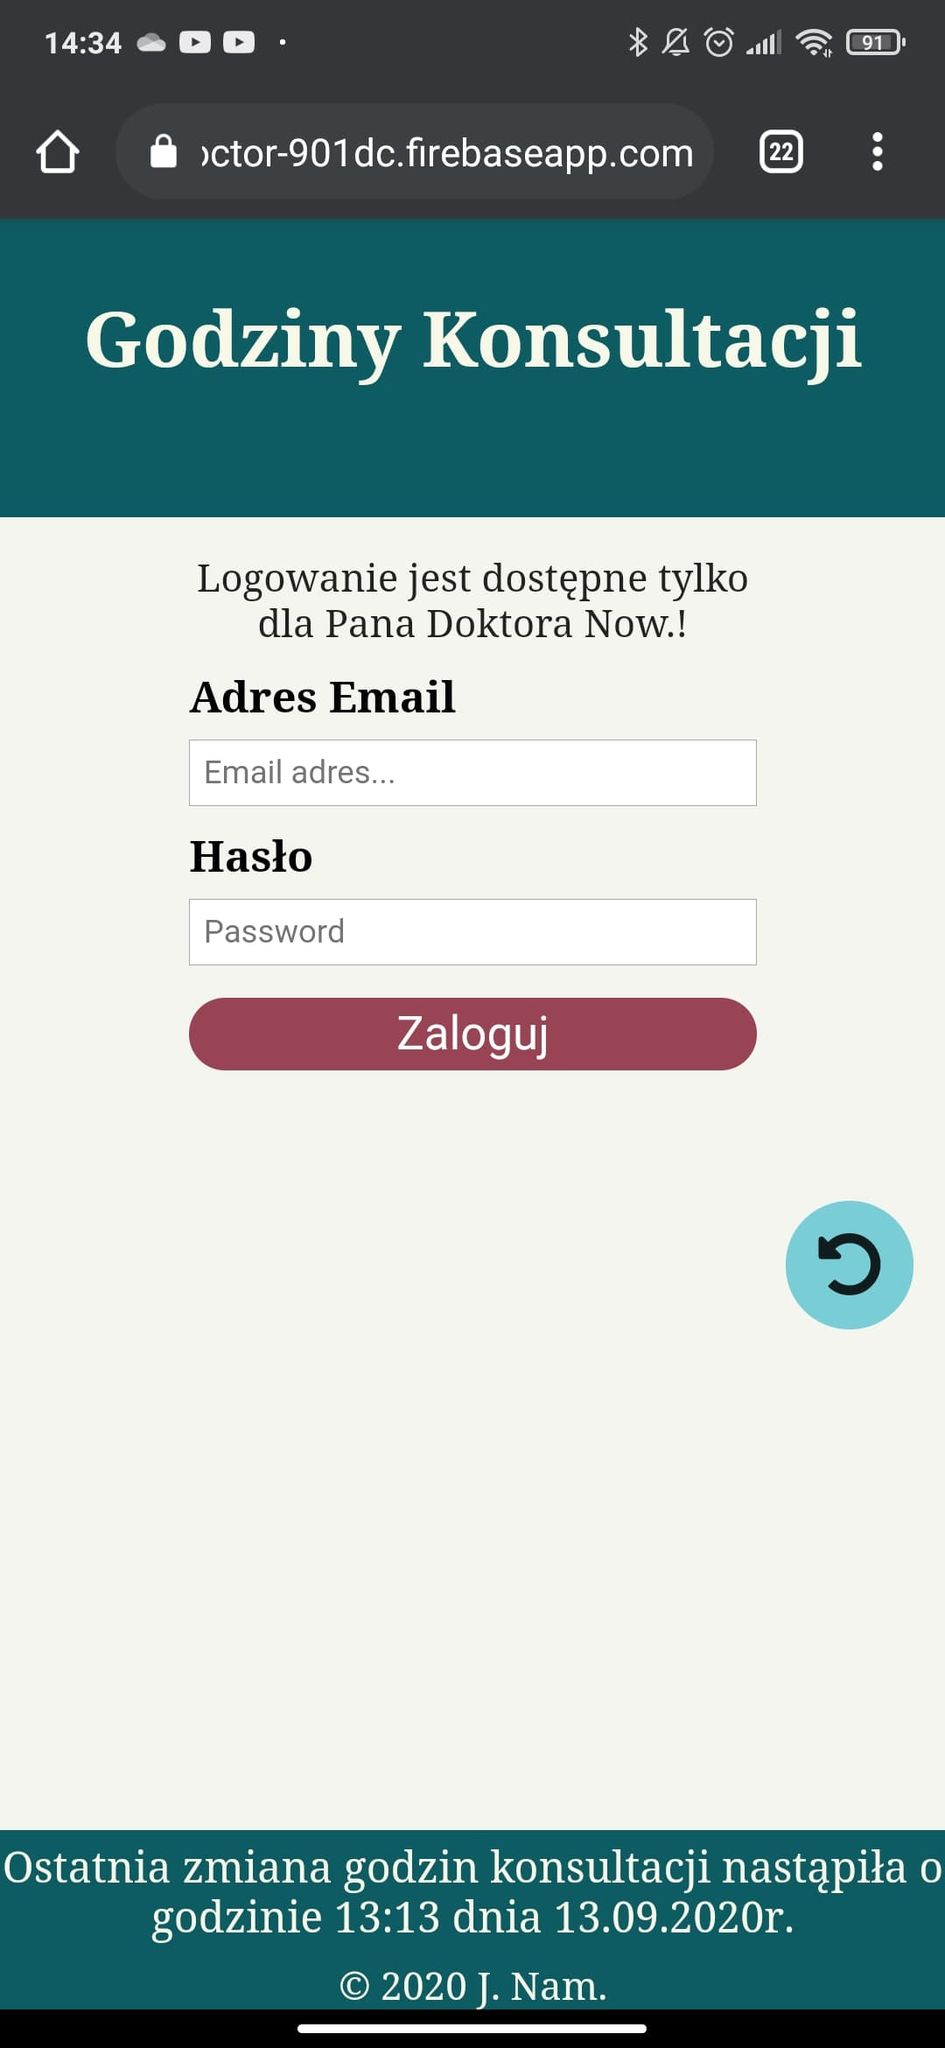 14:34
91
octor-901dc.firebaseapp.com
22
Godziny Konsultacji
Logowanie jest dostępne tylko
dla Pana Doktora Now.!
Adres Email
Email adres...
Hasło
Password
Zaloguj
Ostatnia zmiana godzin konsultacji nastąpiła o
godzinie 13:13 dnia 13.09.2020r.
© 2020 J. Nam.